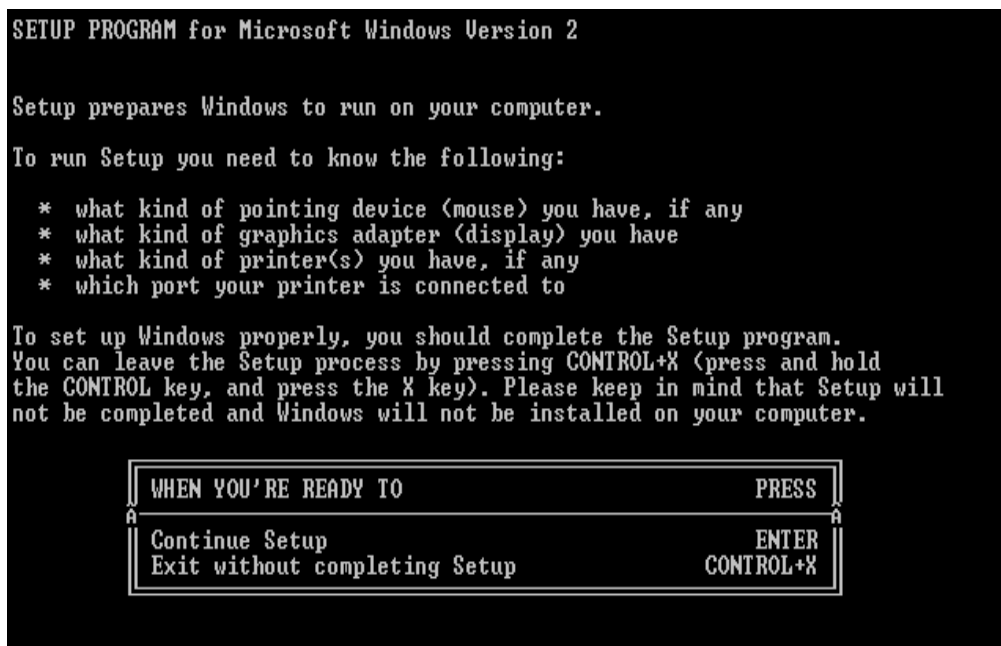 SETUP PROGRAM for Microsoft Windows Version 2
Setup prepares Windows to run on your computer.
To run Setup you need to know the following:
* what kind of pointing device (mouse) you have, if any
* what kind of graphics adapter (display) you have
* what kind of printer(s) you have, if any
* which port your printer is connected to
To set up Windows properly, you should complete the Setup program.
You can leave the Setup process by pressing CONTROL+X (press and hold
the CONTROL key, and press the X key). Please keep in mind that Setup will
not be completed and Windows will not be installed on your computer.
WHEN YOU'RE READY TO PRESS
Â Â
Continue Setup ENTER
Exit without completing Setup CONTROL+X